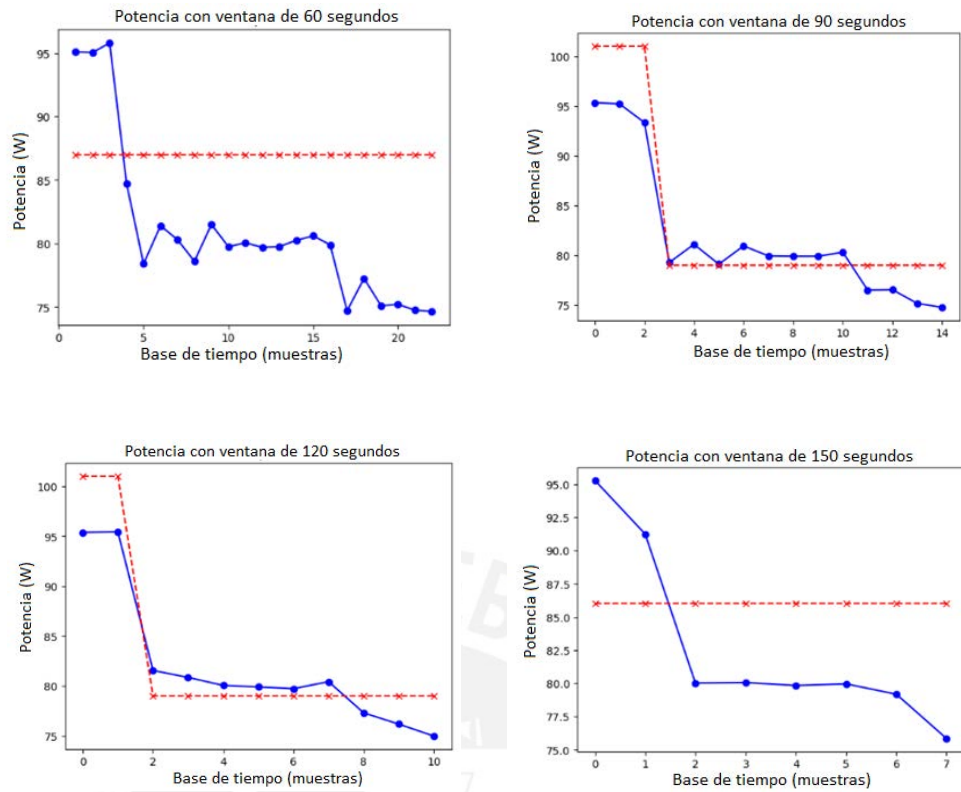 Potencia con ventana de 60 segundos
95
90
85
80
75
Potencia (W)
0 5 10 15 20
Base de tiempo (muestras)
Potencia con ventana de 90 segundos
100
95
90
85
80
75
Potencia (W)
0 2 4 6 8 10 12 14
Base de tiempo (muestras)
Potencia con ventana de 120 segundos
100
95
90
85
80
75
Potencia (W)
0 2 4 6 8 10
Base de tiempo (muestras)
Potencia con ventana de 150 segundos
95.0
92.5
90.0
87.5
85.0
82.5
80.0
77.5
75.0
Potencia (W)
0 1 2 3 4 5 6 7
Base de tiempo (muestras)